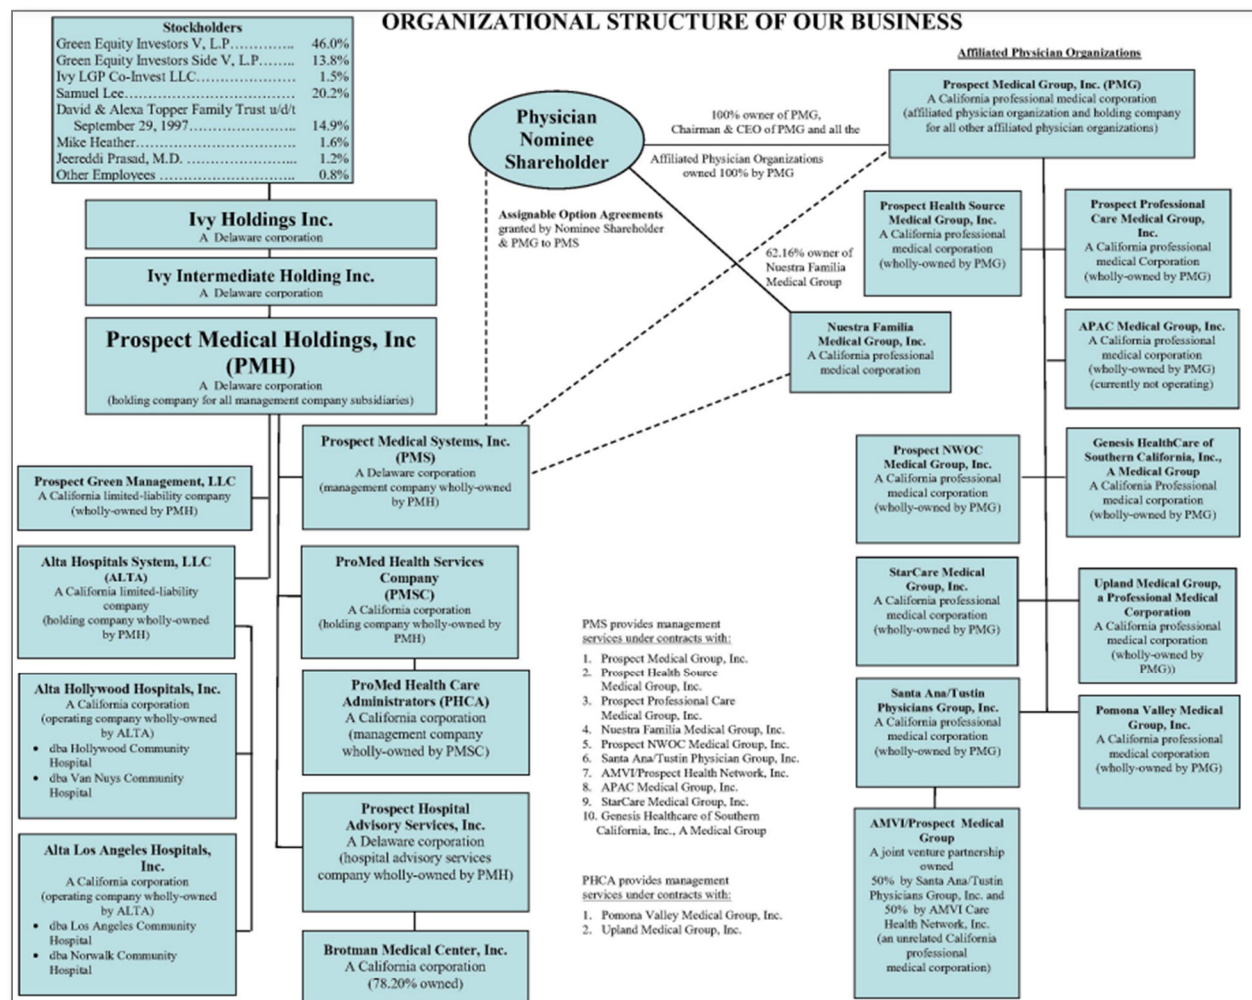 ORGANIZATIONAL STRUCTURE OF OUR BUSINESS
Stockholders
Green Equity Investors V, L.P.………….. 46.0%
Green Equity Investors Side V, L.P…….. 13.8%
Ivy LGP Co-Invest LLC………………… 1.5%
Samuel Lee……………………………… 20.2%
David & Alexa Topper Family Trust u/d/t
September 29, 1997…………………….. 14.9%
Mike Heather…………………………… 1.6%
Jeereddi Prasad, M.D. ………………….. 1.2%
Other Employees ………………………. 0.8%
Ivy Holdings Inc.
A Delaware corporation
Ivy Intermediate Holding Inc.
A Delaware corporation
Prospect Medical Holdings, Inc
(PMH)
A Delaware corporation
(holding company for all management company subsidiaries)
Prospect Green Management, LLC
A California limited-liability company
(wholly-owned by PMH)
Alta Hospitals System, LLC
(ALTA)
A California limited-liability
company
(holding company wholly-owned
by PMH)
Alta Hollywood Hospitals, Inc.
A California corporation
(operating company wholly-owned
by ALTA)
• dba Hollywood Community
Hospital
• dba Van Nuys Community
Hospital
Alta Los Angeles Hospitals,
Inc.
A California corporation
(operating company wholly-owned
by ALTA)
• dba Los Angeles Community
Hospital
• dba Norwalk Community
Hospital
Prospect Medical Systems, Inc.
(PMS)
A Delaware corporation
(management company wholly-owned
by PMH)
ProMed Health Services
Company
(PMSC)
A California corporation
(holding company wholly-owned by
PMH)
ProMed Health Care
Administrators (PHCA)
A California corporation
(management company
wholly-owned by PMSC)
Prospect Hospital
Advisory Services, Inc.
A Delaware corporation
(hospital advisory services
company wholly-owned by PMH)
Brotman Medical Center, Inc.
A California corporation
(78.20% owned)
Physician
Nominee
Shareholder
100% owner of PMG,
Chairman & CEO of PMG and all the
Affiliated Physician Organizations
owned 100% by PMG
Assignable Option Agreements
granted by Nominee Shareholder
& PMG to PMS
62.16% owner of
Nuestra Familia
Medical Group
Nuestra Familia
Medical Group, Inc.
A California professional
medical corporation
PMS provides management
services under contracts with:
1. Prospect Medical Group, Inc.
2. Prospect Health Source
Medical Group, Inc.
3. Prospect Professional Care
Medical Group, Inc.
4. Nuestra Familia Medical Group, Inc.
5. Prospect NWOC Medical Group, Inc.
6. Santa Ana/Tustin Physician Group, Inc.
7. AMVI/Prospect Health Network, Inc.
8. APAC Medical Group, Inc.
9. StarCare Medical Group, Inc.
10. Genesis Healthcare of Southern
California, Inc., A Medical Group
PHCA provides management
services under contracts with:
1. Pomona Valley Medical Group, Inc.
2. Upland Medical Group, Inc.
Affiliated Physician Organizations
Prospect Medical Group, Inc. (PMG)
A California professional medical corporation
(affiliated physician organization and holding company
for all other affiliated physician organizations)
Prospect Health Source
Medical Group, Inc.
A California professional
medical corporation
(wholly-owned by PMG)
Prospect Professional
Care Medical Group,
Inc.
A California professional
medical Corporation
(wholly-owned by PMG)
APAC Medical Group, Inc.
A California professional
medical corporation
(wholly-owned by PMG)
(currently not operating)
Prospect NWOC
Medical Group, Inc.
A California professional
medical corporation
(wholly-owned by PMG)
Genesis HealthCare of
Southern California, Inc.,
A Medical Group
A California Professional
medical corporation
(wholly-owned by PMG)
StarCare Medical
Group, Inc.
A California professional
medical corporation
(wholly-owned by PMG)
Upland Medical Group,
a Professional Medical
Corporation
A California professional
medical corporation
(wholly-owned by
PMG))
Santa Ana/Tustin
Physicians Group, Inc.
A California professional
medical corporation
(wholly-owned by PMG)
Pomona Valley Medical
Group, Inc.
A California professional
medical corporation
(wholly-owned by PMG)
AMVI/Prospect Medical
Group
A joint venture partnership
owned
50% by Santa Ana/Tustin
Physicians Group, Inc. and
50% by AMVI Care
Health Network, Inc.
(an unrelated California
professional
medical corporation)